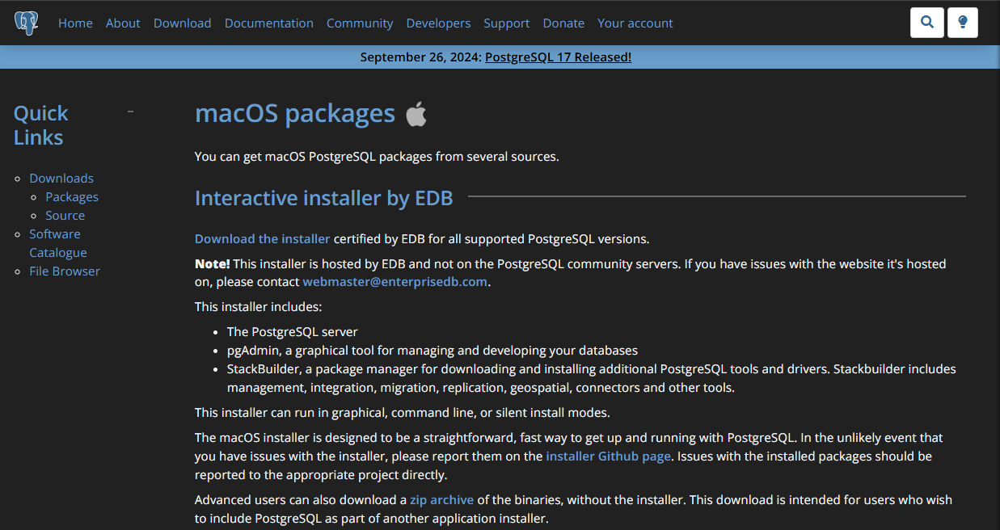 Home About Download Documentation Community Developers Support Donate Your account
September 26, 2024: PostgreSQL 17 Released!
Quick
Links
Downloads
Packages
Source
Software
Catalogue
File Browser
macOS packages
You can get macOS PostgreSQL packages from several sources.
Interactive installer by EDB
Download the installer certified by EDB for all supported PostgreSQL versions.
Note! This installer is hosted by EDB and not on the PostgreSQL community servers. If you have issues with the website it's hosted
on, please contact webmaster@enterprisedb.com.
This installer includes:
The PostgreSQL server
pgAdmin, a graphical tool for managing and developing your databases
StackBuilder, a package manager for downloading and installing additional PostgreSQL tools and drivers. Stackbuilder includes
management, integration, migration, replication, geospatial, connectors and other tools.
This installer can run in graphical, command line, or silent install modes.
The macOS installer is designed to be a straightforward, fast way to get up and running with PostgreSQL. In the unlikely event that
you have issues with the installer, please report them on the installer Github page. Issues with the installed packages should be
reported to the appropriate project directly.
Advanced users can also download a zip archive of the binaries, without the installer. This download is intended for users who wish
to include PostgreSQL as part of another application installer.